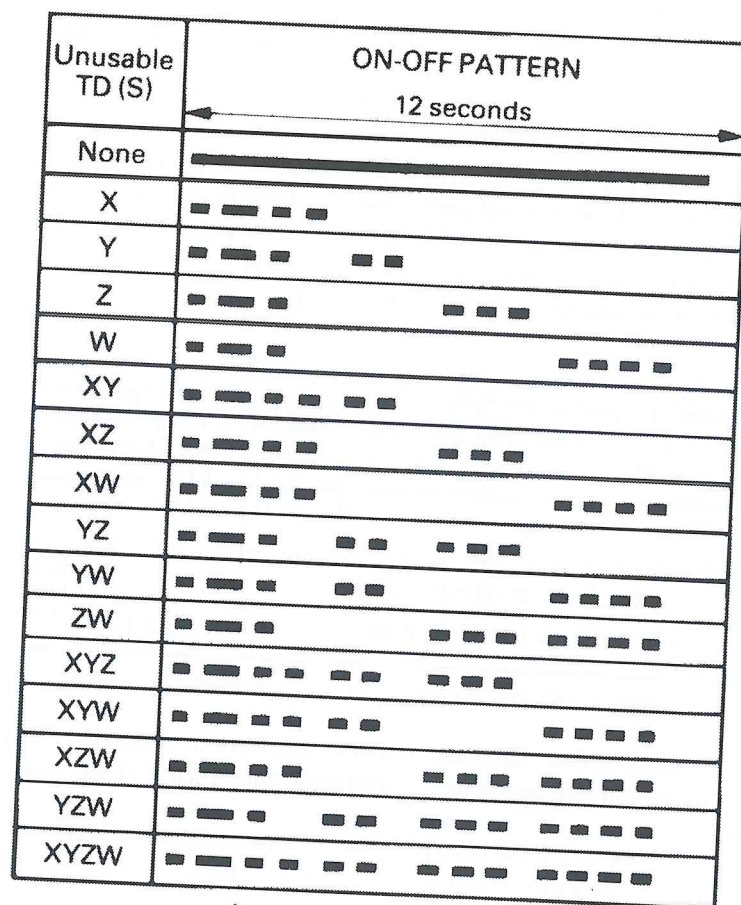 Unusable
TD (S)
ON-OFF PATTERN
12 seconds
None
X
Y
Z
W
XY
XZ
XW
YZ
YW
ZW
XYZ
XYW
XZW
YZW
XYZW